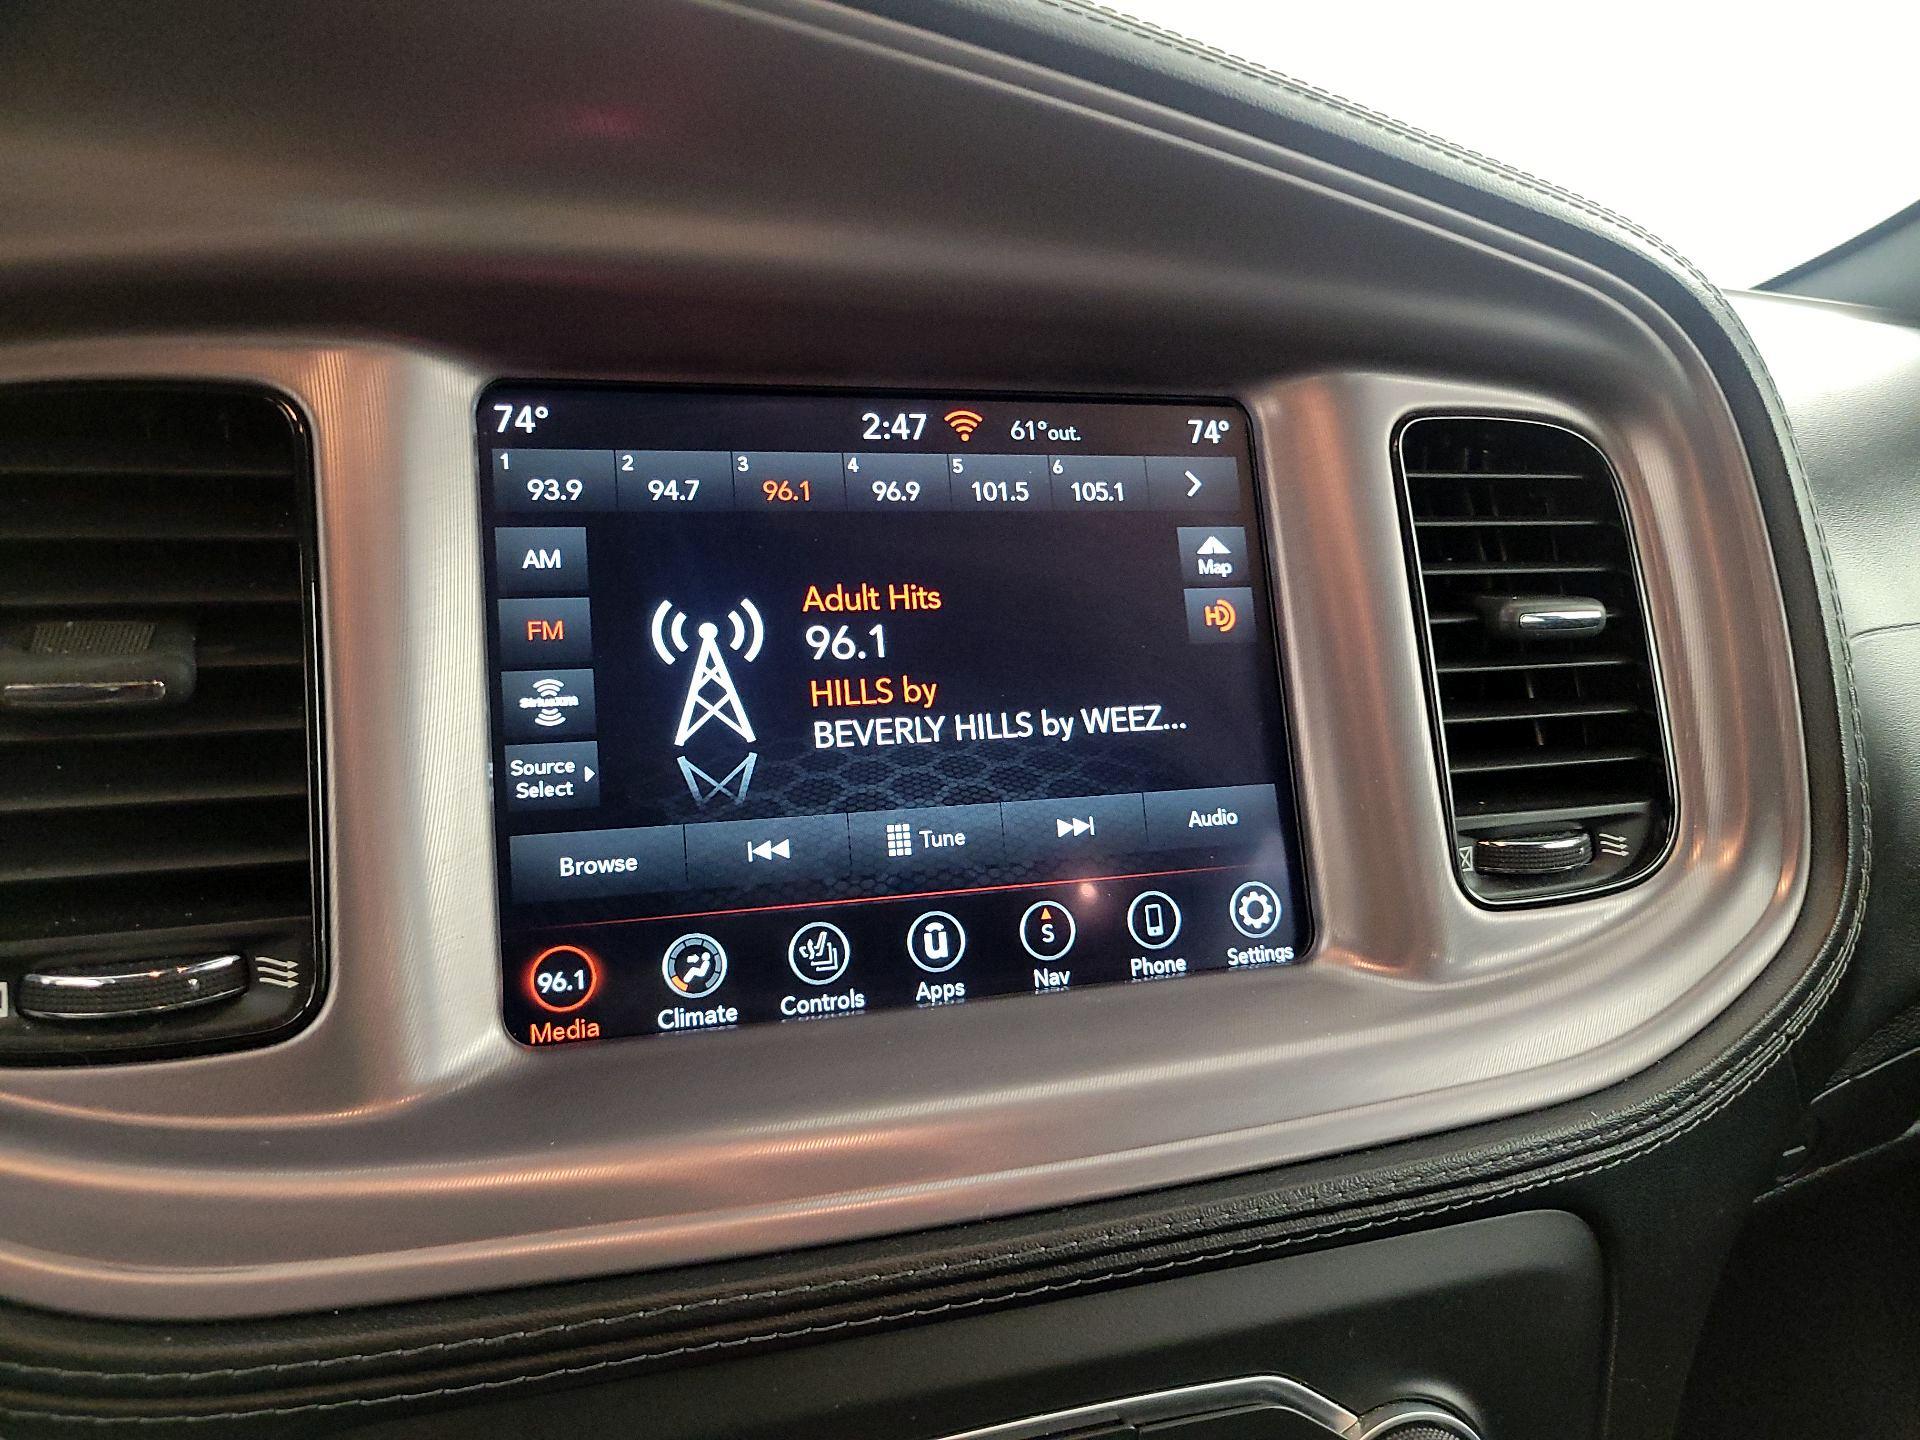 74° 2:47 61°out. 74°
1 93.9 2 94.7 3 96.1 4 96.9 5 101.5 6 105.1
AM
FM
SiriusXM
Source
Select
Map
HD
Adult Hits
96.1
HILLS by
BEVERLY HILLS by WEEZ...
Browse Tune Audio
96.1 S
Media Climate Controls Apps Nav Phone Settings